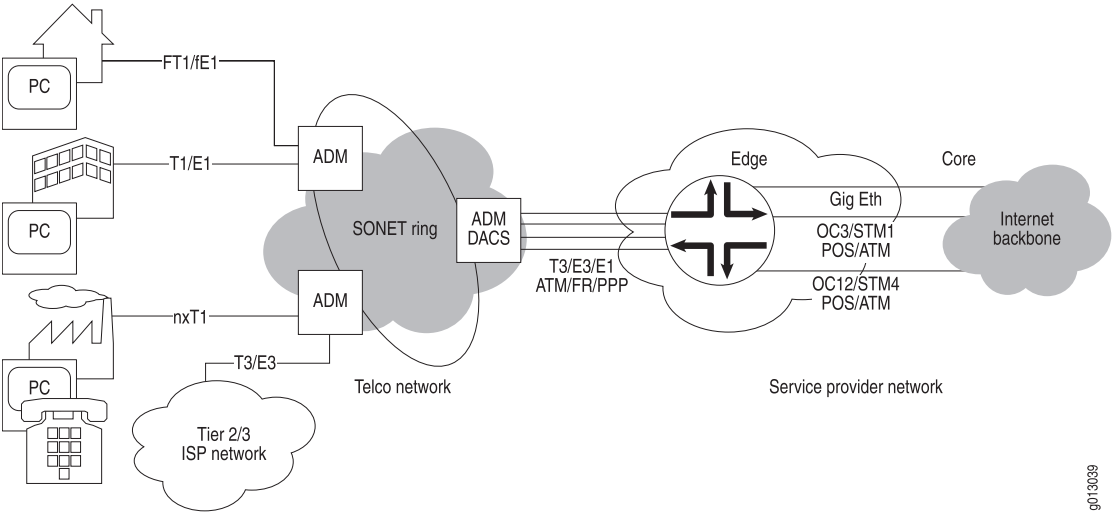 PC
FT1/fE1
PC
T1/E1
PC
nxT1
T3/E3
Tier 2/3
ISP network
ADM
ADM
SONET ring
ADM
DACS
Telco network
T3/E3/E1
ATM/FR/PPP
Edge
Core
Gig Eth
OC3/STM1
POS/ATM
OC12/STM4
POS/ATM
Internet
backbone
Service provider network
g013039